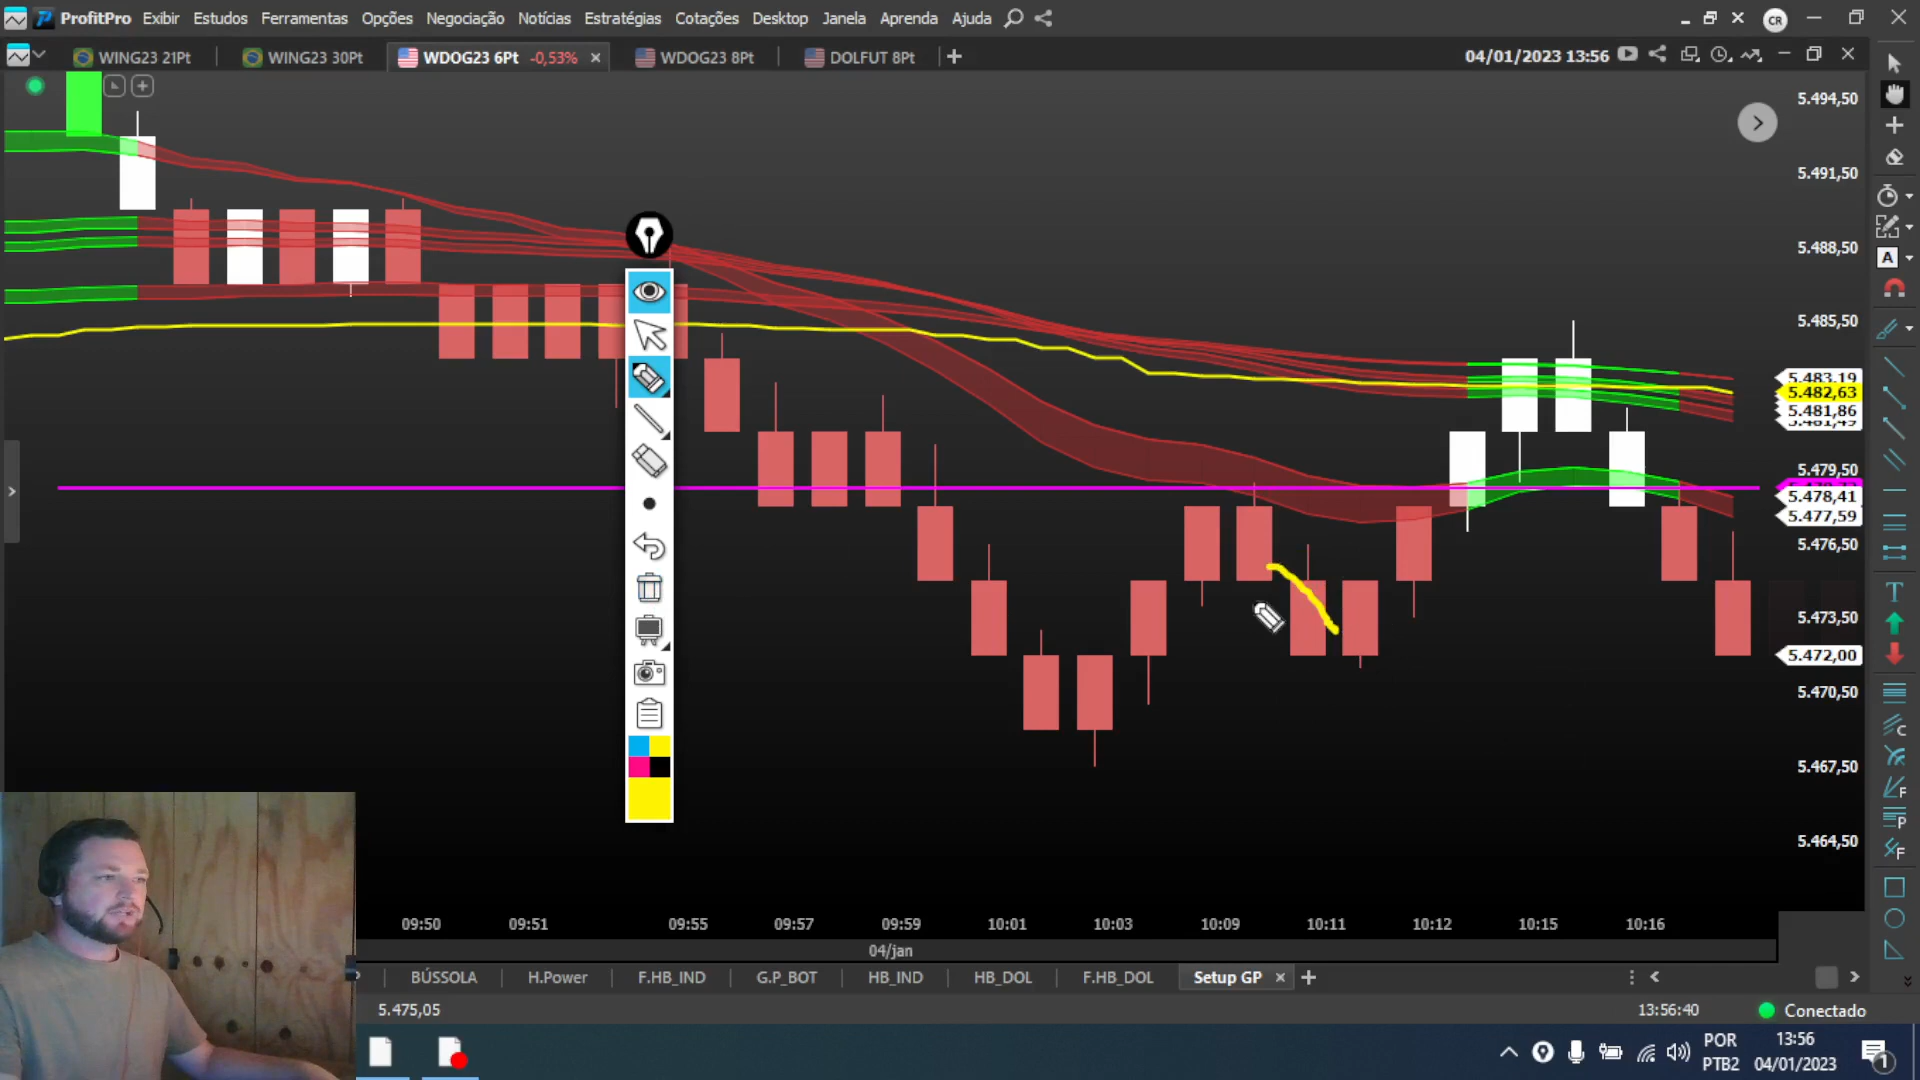 ProfitPro Exibir Estudos Ferramentas Opções Negociação Notícias Estratégias Cotações Desktop Janela Aprenda Ajuda CR
WING23 21Pt WING23 30Pt WDOG23 6Pt -0,53% WDOG23 8Pt DOLFUT 8Pt 04/01/2023 13:56
5.494,50
5.491,50
5.488,50
5.485,50
5.483,19
5.482,63
5.481,86
5.481,49
5.479,50
5.478,41
5.477,59
5.476,50
5.473,50
5.472,00
5.470,50
5.467,50
5.464,50
A
T
C
F
P
F
09:50 09:51 09:55 09:57 09:59 10:01 10:03 10:09 10:11 10:12 10:15 10:16
04/jan
BÚSSOLA H.Power F.HB_IND G.P_BOT HB_IND HB_DOL F.HB_DOL Setup GP
5.475,05 13:56:40 Conectado
POR 13:56
PTB2 04/01/2023 1